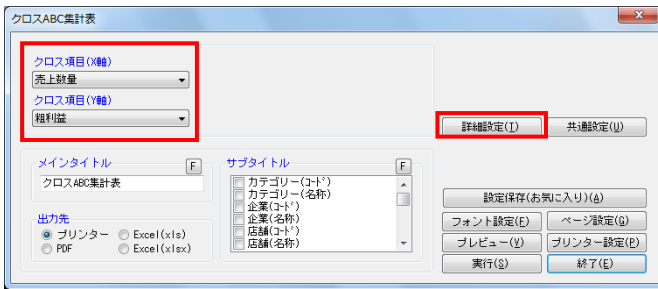 クロスABC集計表
クロス項目(X軸)
売上数量
クロス項目(Y軸)
粗利益
詳細設定(T)
共通設定(U)
メインタイトル
F
クロスABC集計表
サブタイトル
F
カテゴリー(ｺｰﾄﾞ)
カテゴリー(名称)
企業(ｺｰﾄﾞ)
企業(名称)
店舗(ｺｰﾄﾞ)
店舗(名称)
出力先
プリンター
Excel(xls)
PDF
Excel(xlsx)
設定保存(お気に入り)(A)
フォント設定(F)
ページ設定(G)
プレビュー(V)
プリンター設定(P)
実行(S)
終了(E)